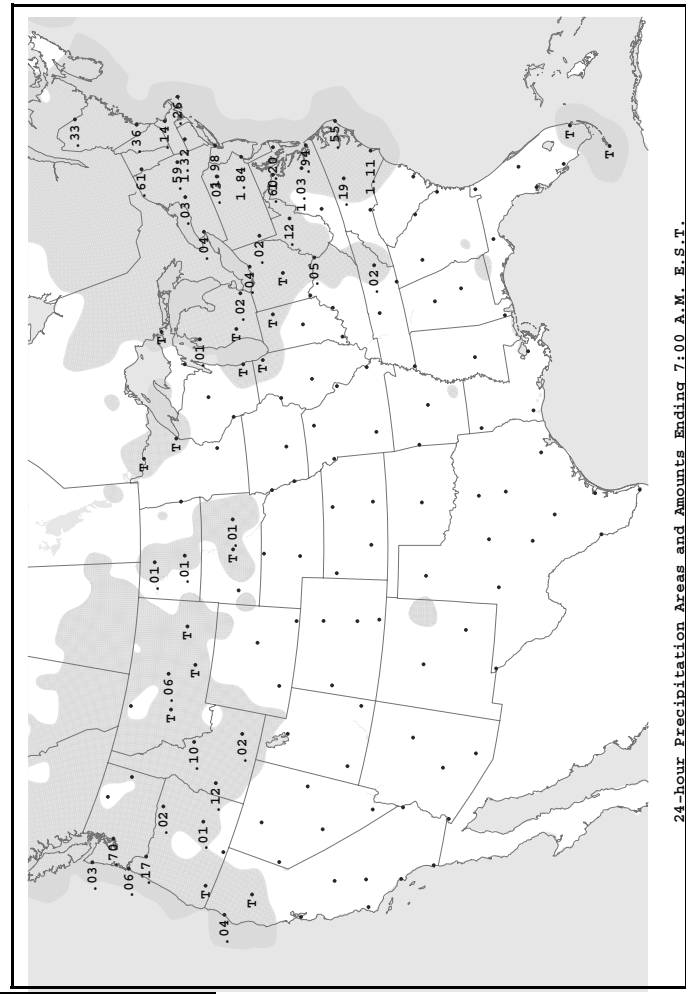 24-hour Precipitation Areas and Amounts Ending 7:00 A.M. E.S.T.
.03
.70
.06
.17
.02
.04
T
.01
.12
T
.10
.02
T
.06
T
T
.01
.01
T
.01
T
T
T
.01
T
T
T
.02
T
.04
T
.02
.05
.12
.04
.03
.61
.59
1.32
.36
.14
.26
.33
.03
.98
1.84
.60
.20
1.03
.94
.55
.19
1.11
.02
T
T